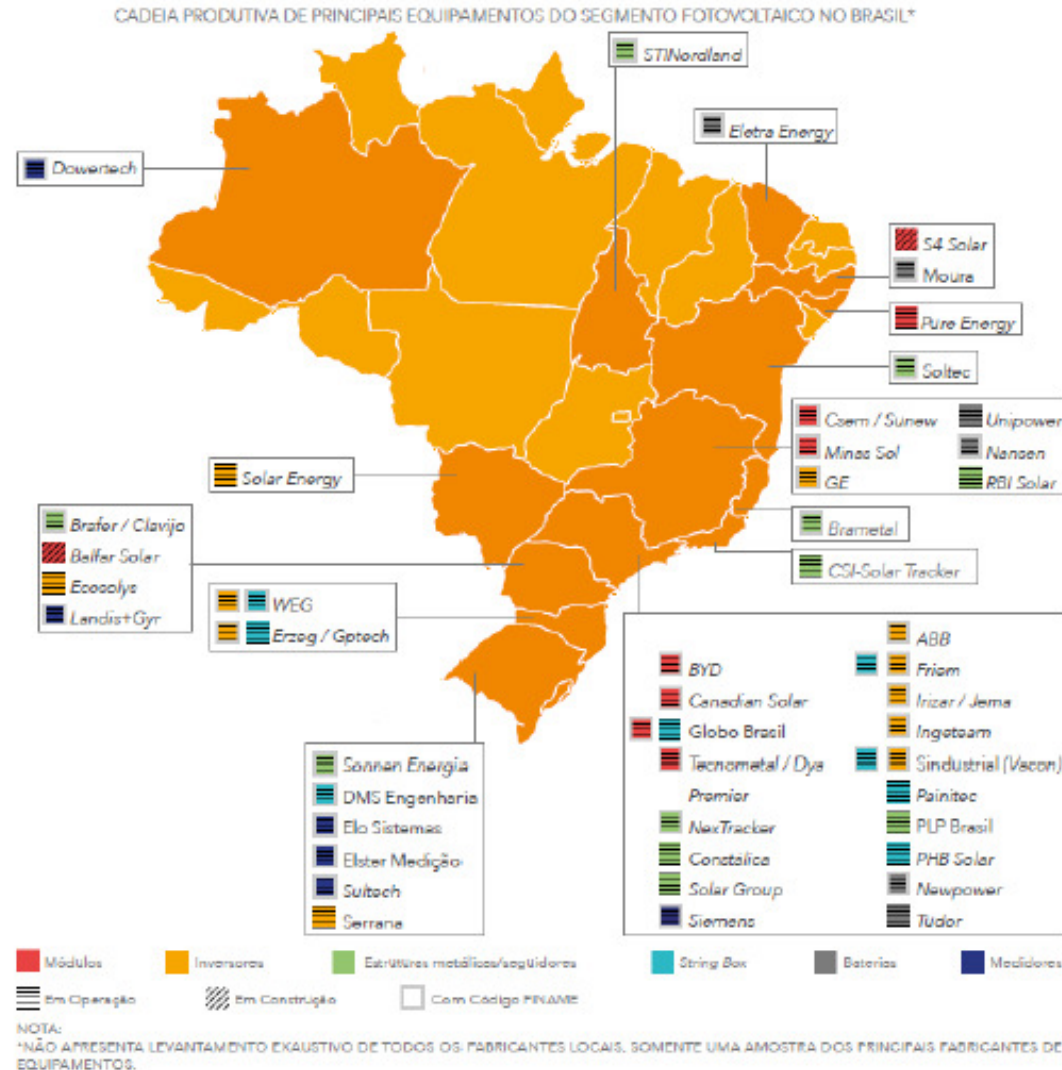 CADEIA PRODUTIVA DE PRINCIPAIS EQUIPAMENTOS DO SEGMENTO FOTOVOLTAICO NO BRASIL*
STINordland
Eletra Energy
Dowertech
S4 Solar
Moura
Pure Energy
Soltec
Csem / Sunew
Unipower
Minas Sol
Nansen
GE
RBI Solar
Solar Energy
Brametal
CSI-Solar Tracker
Brafer / Clavijo
Balfar Solar
Ecosolys
Landis+Gyr
WEG
Erzeg / Gptech
Sonnen Energia
DMS Engenharia
Elo Sistemas
Elster Medição
Sultech
Serrana
BYD
Canadian Solar
Globo Brasil
Tecnometal / Dya
Premier
NexTracker
Constálica
Solar Group
Siemens
ABB
Friem
Irizar / Jema
Ingeteam
Sindustrial (Vacon)
Painitec
PLP Brasil
PHB Solar
Newpower
Tudor
Módulos
Inversores
Estruturas metálicas/seguidores
String Box
Baterias
Medidores
Em Operação
Em Construção
Com Código FINAME
NOTA:
*NÃO APRESENTA LEVANTAMENTO EXAUSTIVO DE TODOS OS FABRICANTES LOCAIS. SOMENTE UMA AMOSTRA DOS PRINCIPAIS FABRICANTES DE
EQUIPAMENTOS.